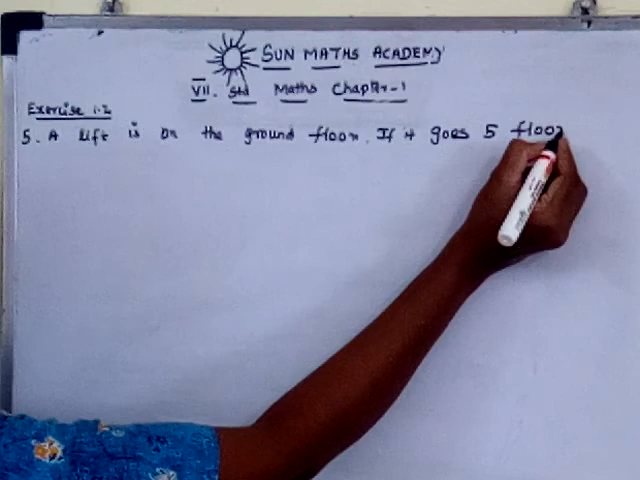 SUN MATHS ACADEMY
VII. Std Maths Chapter-1
Exercise 1.2
5. A lift is on the ground floor. If it goes 5 floor